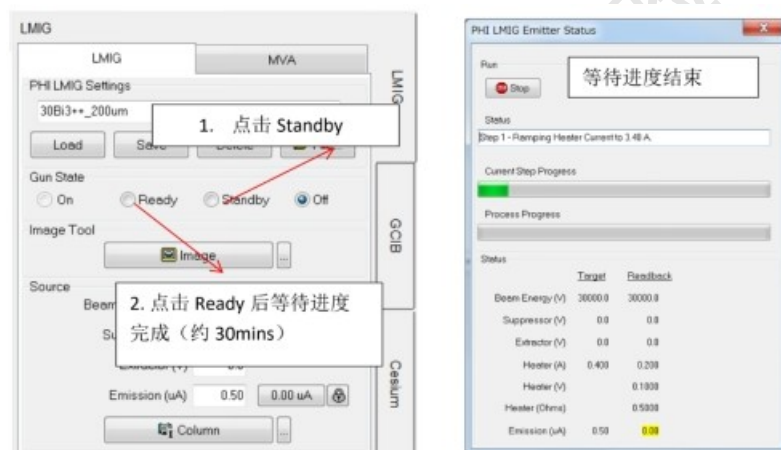 LMIG
LMIG MVA
PHI LMIG Settings
30Bi3++_200um
1. 点击 Standby
Load Save Delete
Gun State
On Ready Standby Off
Image Tool
Image ...
Source
2. 点击 Ready 后等待进度
完成（约 30mins）
Emission (uA) 0.50 0.00 uA
Column ...
LMIG
GCIB
Cesium
PHI LMIG Emitter Status
Run
Stop
等待进度结束
Status
Step 1 - Ramping Heater Current to 3.40 A.
Current Step Progress
Process Progress
Status
Target Readback
Beam Energy (V) 30000.0 30000.0
Suppressor (V) 0.0 0.0
Extractor (V) 0.0 0.0
Heater (A) 0.400 0.200
Heater (V) 0.1000
Heater (Ohms) 0.5000
Emission (uA) 0.50 0.00